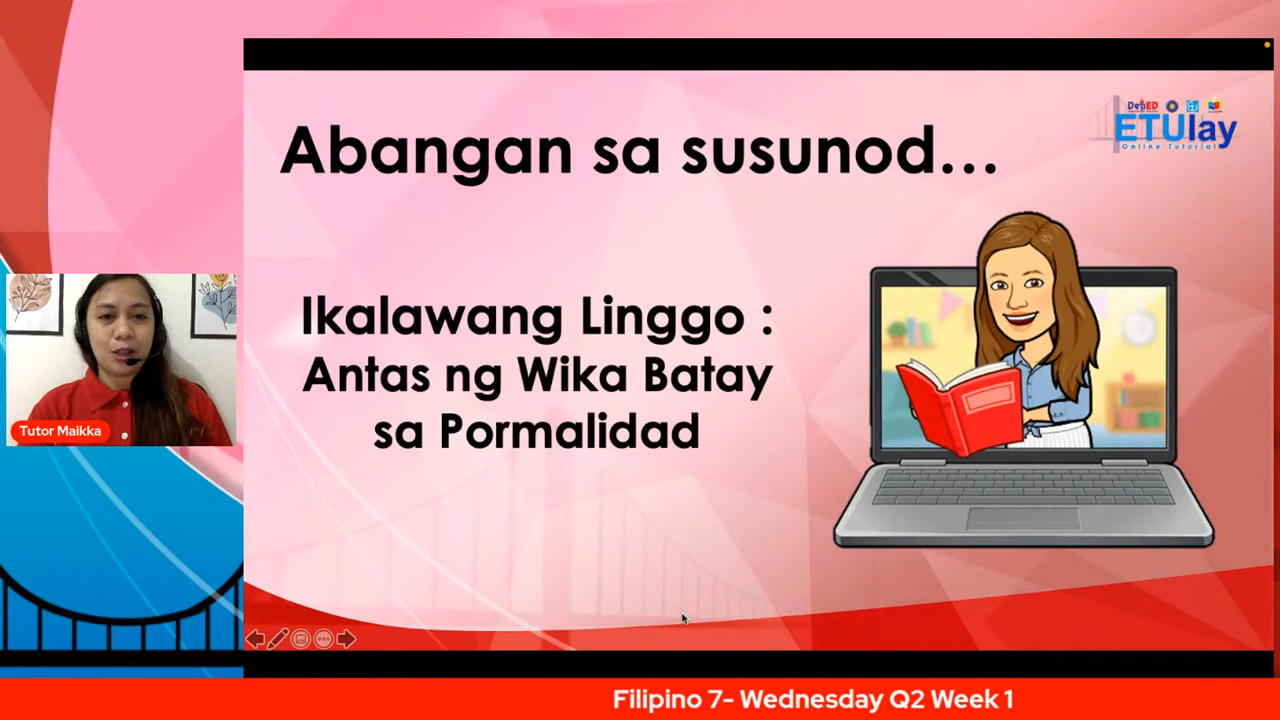 DepED
ETUlay
Online Tutorial
Abangan sa susunod...
Ikalawang Linggo :
Antas ng Wika Batay
sa Pormalidad
Tutor Maikka
Filipino 7- Wednesday Q2 Week 1